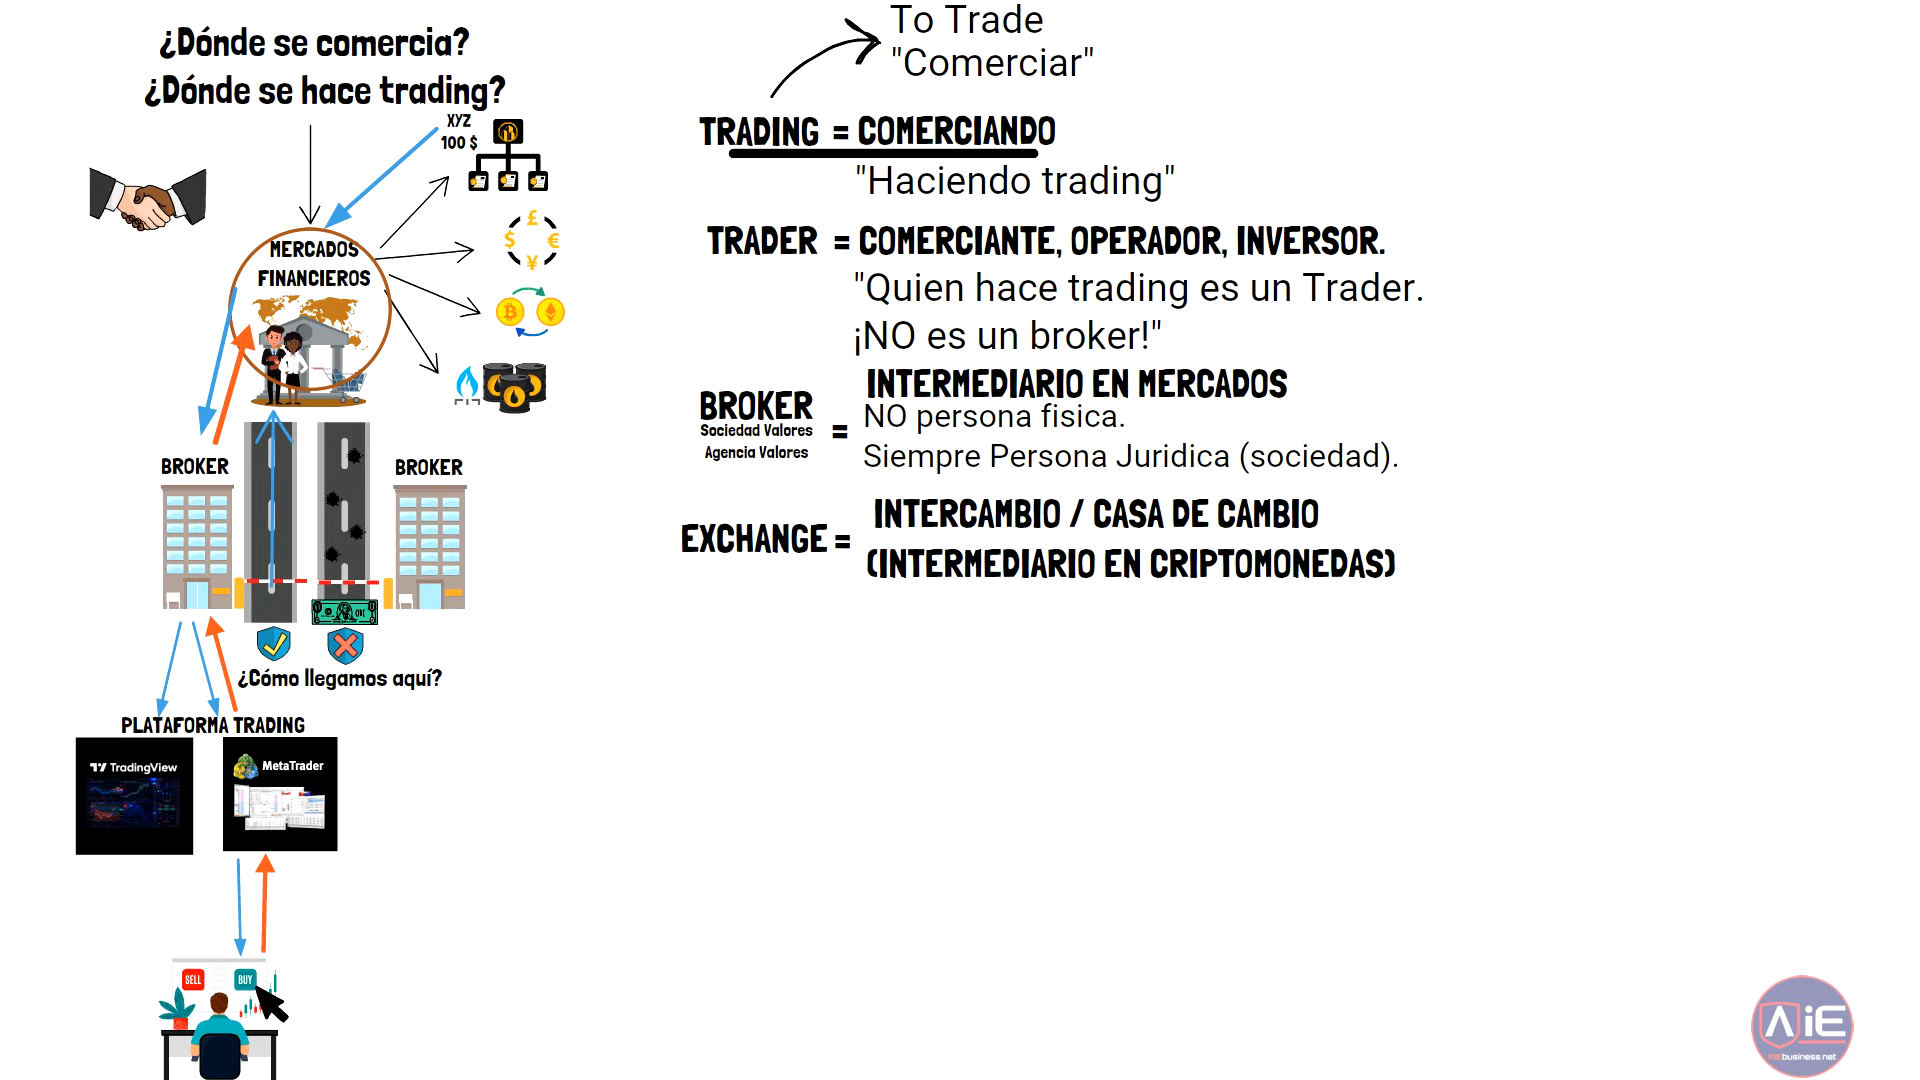 ¿Dónde se comercia?
¿Dónde se hace trading?
XYZ
100 $
MERCADOS
FINANCIEROS
BROKER
BROKER
¿Cómo llegamos aquí?
PLATAFORMA TRADING
TradingView
MetaTrader
SELL
BUY
To Trade
"Comerciar"
TRADING = COMERCIANDO
"Haciendo trading"
TRADER = COMERCIANTE, OPERADOR, INVERSOR.
"Quien hace trading es un Trader.
¡NO es un broker!"
BROKER
Sociedad Valores
Agencia Valores
=
INTERMEDIARIO EN MERCADOS
NO persona fisica.
Siempre Persona Juridica (sociedad).
EXCHANGE =
INTERCAMBIO / CASA DE CAMBIO
(INTERMEDIARIO EN CRIPTOMONEDAS)
AiE
AIEbusiness.net